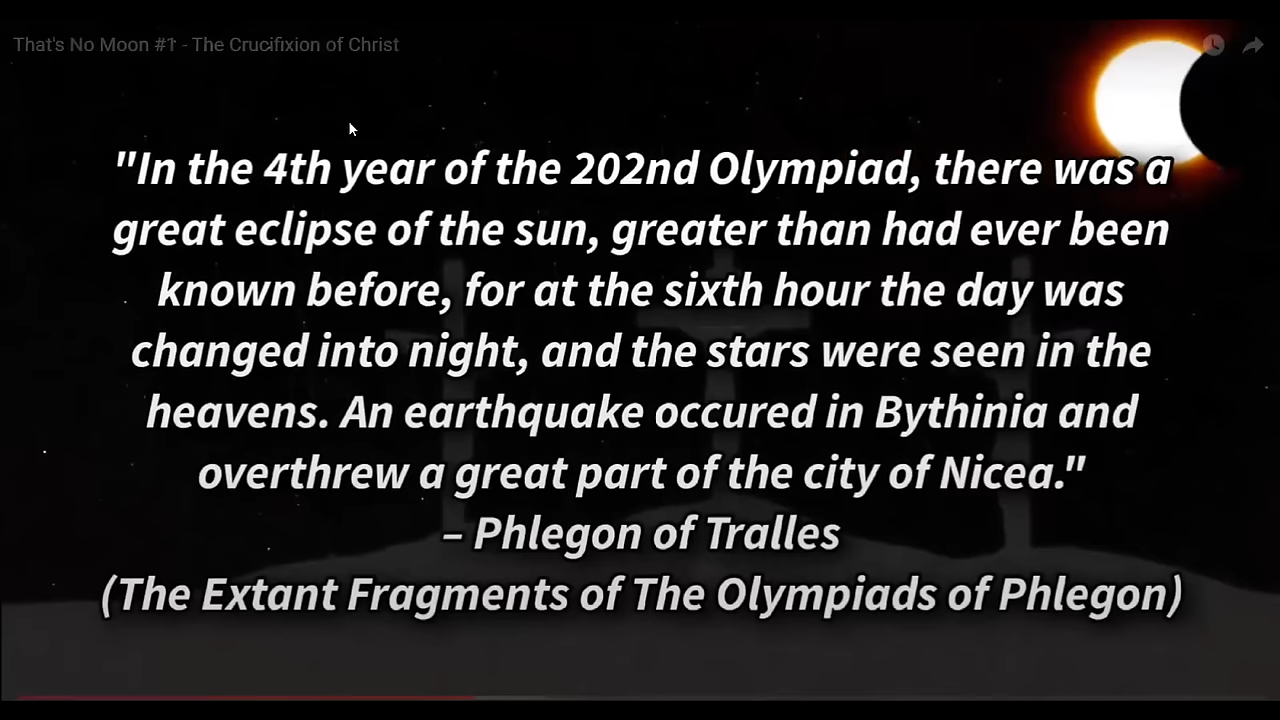 That's No Moon #1 - The Crucifixion of Christ
"In the 4th year of the 202nd Olympiad, there was a
great eclipse of the sun, greater than had ever been
known before, for at the sixth hour the day was
changed into night, and the stars were seen in the
heavens. An earthquake occured in Bythinia and
overthrew a great part of the city of Nicea."
– Phlegon of Tralles
(The Extant Fragments of The Olympiads of Phlegon)